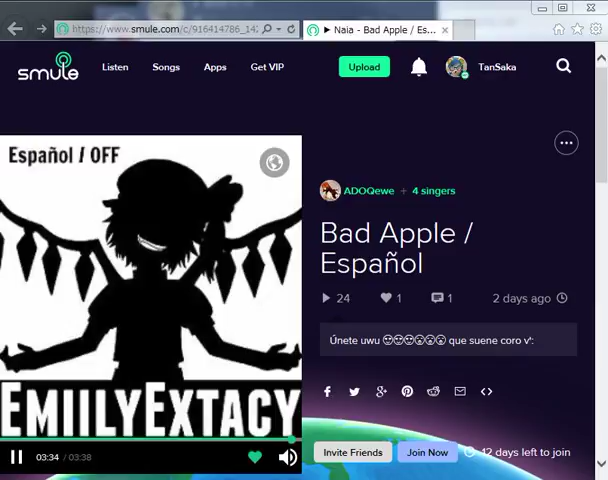 https://www.smule.com/c/916414786_142
Naia - Bad Apple / Es...
smule
Listen
Songs
Apps
Get VIP
Upload
TanSaka
Español / OFF
ADOQewe + 4 singers
Bad Apple /
Español
24
1
1
2 days ago
Únete uwu que suene coro v':
EMIILYEXTACY
03:34 / 03:38
Invite Friends
Join Now
12 days left to join